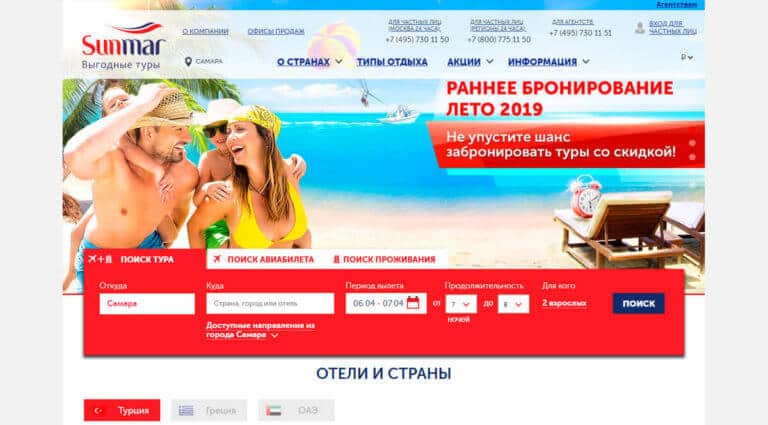 Агентствам
Sunmar
Выгодные туры
О КОМПАНИИ
ОФИСЫ ПРОДАЖ
ДЛЯ ЧАСТНЫХ ЛИЦ
(МОСКВА 24 ЧАСА):
+7 (495) 730 11 50
ДЛЯ ЧАСТНЫХ ЛИЦ
(РЕГИОНЫ 24 ЧАСА):
+7 (800) 775 11 50
ДЛЯ АГЕНТСТВ:
+7 (495) 730 11 51
ВХОД ДЛЯ
ЧАСТНЫХ ЛИЦ
САМАРА
О СТРАНАХ
ТИПЫ ОТДЫХА
АКЦИИ
ИНФОРМАЦИЯ
₽
РАННЕЕ БРОНИРОВАНИЕ
ЛЕТО 2019
Не упустите шанс
забронировать туры со скидкой!
ПОИСК ТУРА
ПОИСК АВИАБИЛЕТА
ПОИСК ПРОЖИВАНИЯ
Откуда
Куда
Период вылета
Продолжительность
Для кого
Самара
Страна, город или отель
06.04 - 07.04
от
7
до
8
2 взрослых
ПОИСК
ночей
Доступные направления из
города Самара
ОТЕЛИ И СТРАНЫ
Турция
Греция
ОАЭ